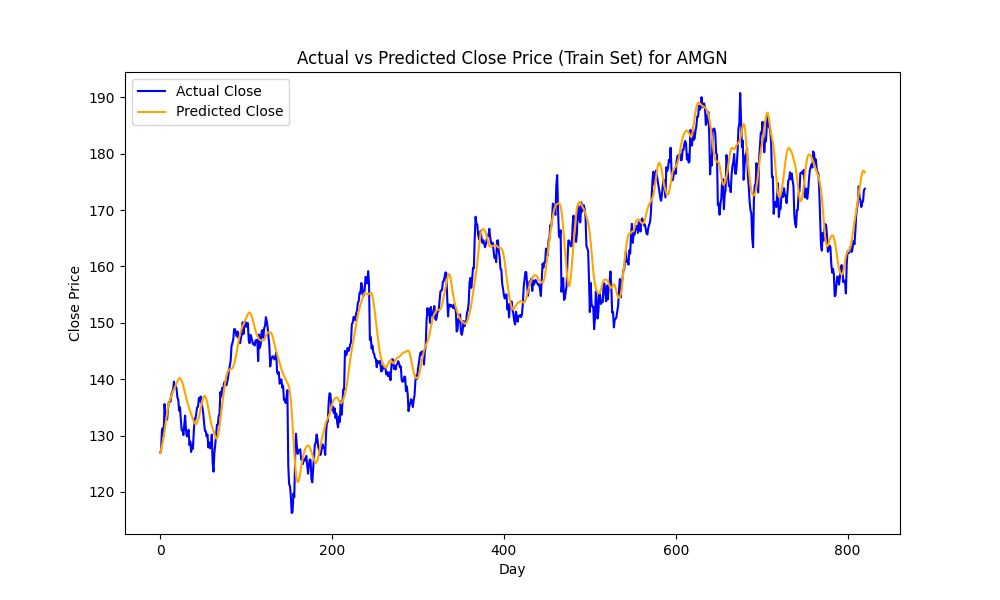 Actual vs Predicted Close Price (Train Set) for AMGN
Actual Close
Predicted Close
Close Price
190
180
170
160
150
140
130
120
0 200 400 600 800
Day